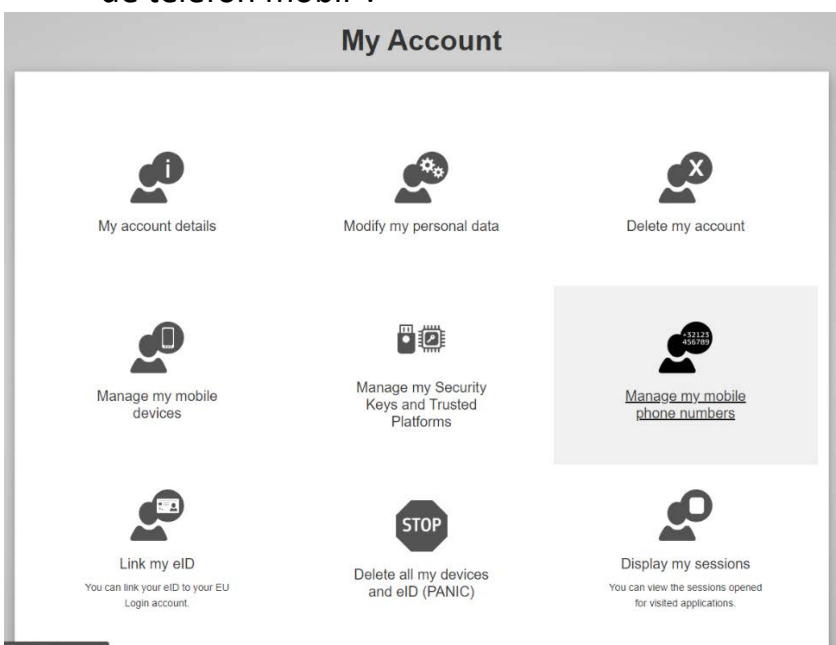 My Account
My account details
Modify my personal data
Delete my account
Manage my mobile
devices
Manage my Security
Keys and Trusted
Platforms
+32123
456789
Manage my mobile
phone numbers
Link my eID
You can link your eID to your EU
Login account.
STOP
Delete all my devices
and eID (PANIC)
Display my sessions
You can view the sessions opened
for visited applications.